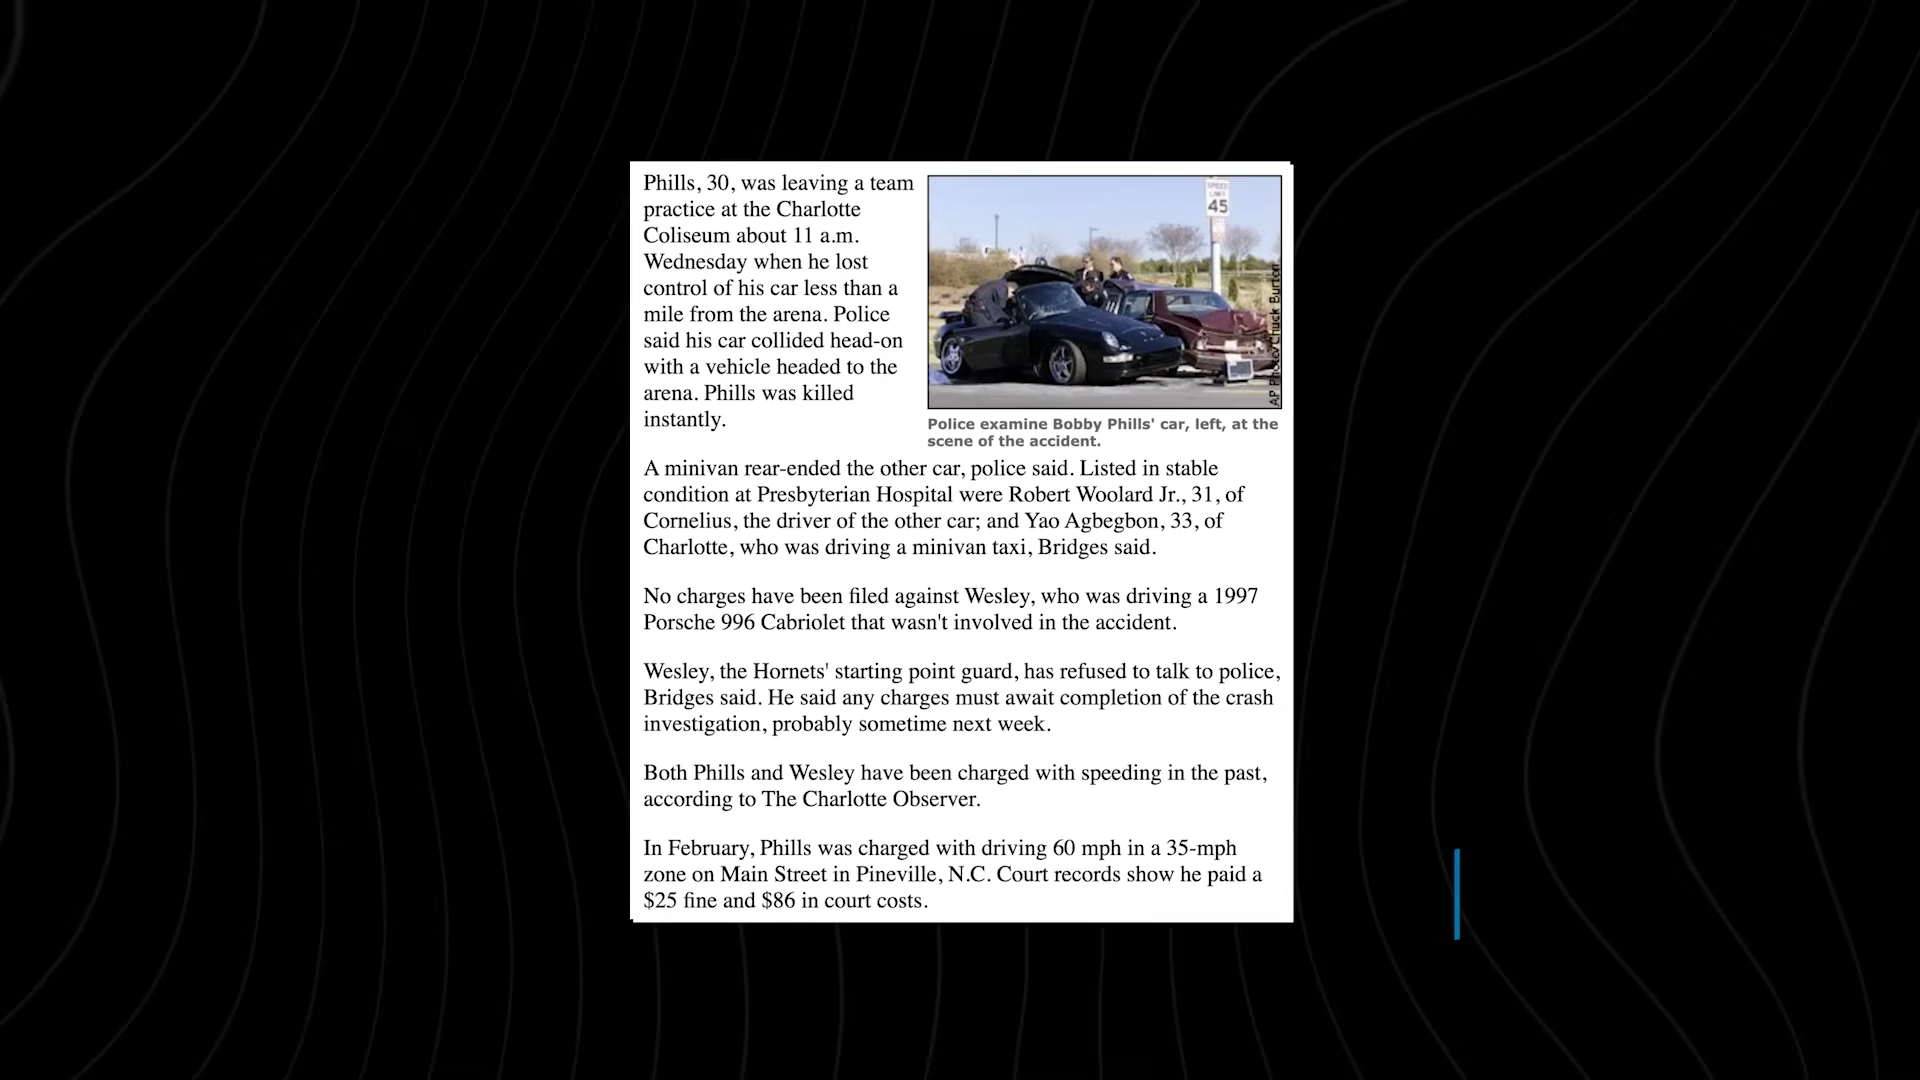 Phills, 30, was leaving a team
practice at the Charlotte
Coliseum about 11 a.m.
Wednesday when he lost
control of his car less than a
mile from the arena. Police
said his car collided head-on
with a vehicle headed to the
arena. Phills was killed
instantly.
SPEED
LIMIT
45
AP Photo/Chuck Burton
Police examine Bobby Phills' car, left, at the
scene of the accident.
A minivan rear-ended the other car, police said. Listed in stable
condition at Presbyterian Hospital were Robert Woolard Jr., 31, of
Cornelius, the driver of the other car; and Yao Agbegbon, 33, of
Charlotte, who was driving a minivan taxi, Bridges said.
No charges have been filed against Wesley, who was driving a 1997
Porsche 996 Cabriolet that wasn't involved in the accident.
Wesley, the Hornets' starting point guard, has refused to talk to police,
Bridges said. He said any charges must await completion of the crash
investigation, probably sometime next week.
Both Phills and Wesley have been charged with speeding in the past,
according to The Charlotte Observer.
In February, Phills was charged with driving 60 mph in a 35-mph
zone on Main Street in Pineville, N.C. Court records show he paid a
$25 fine and $86 in court costs.